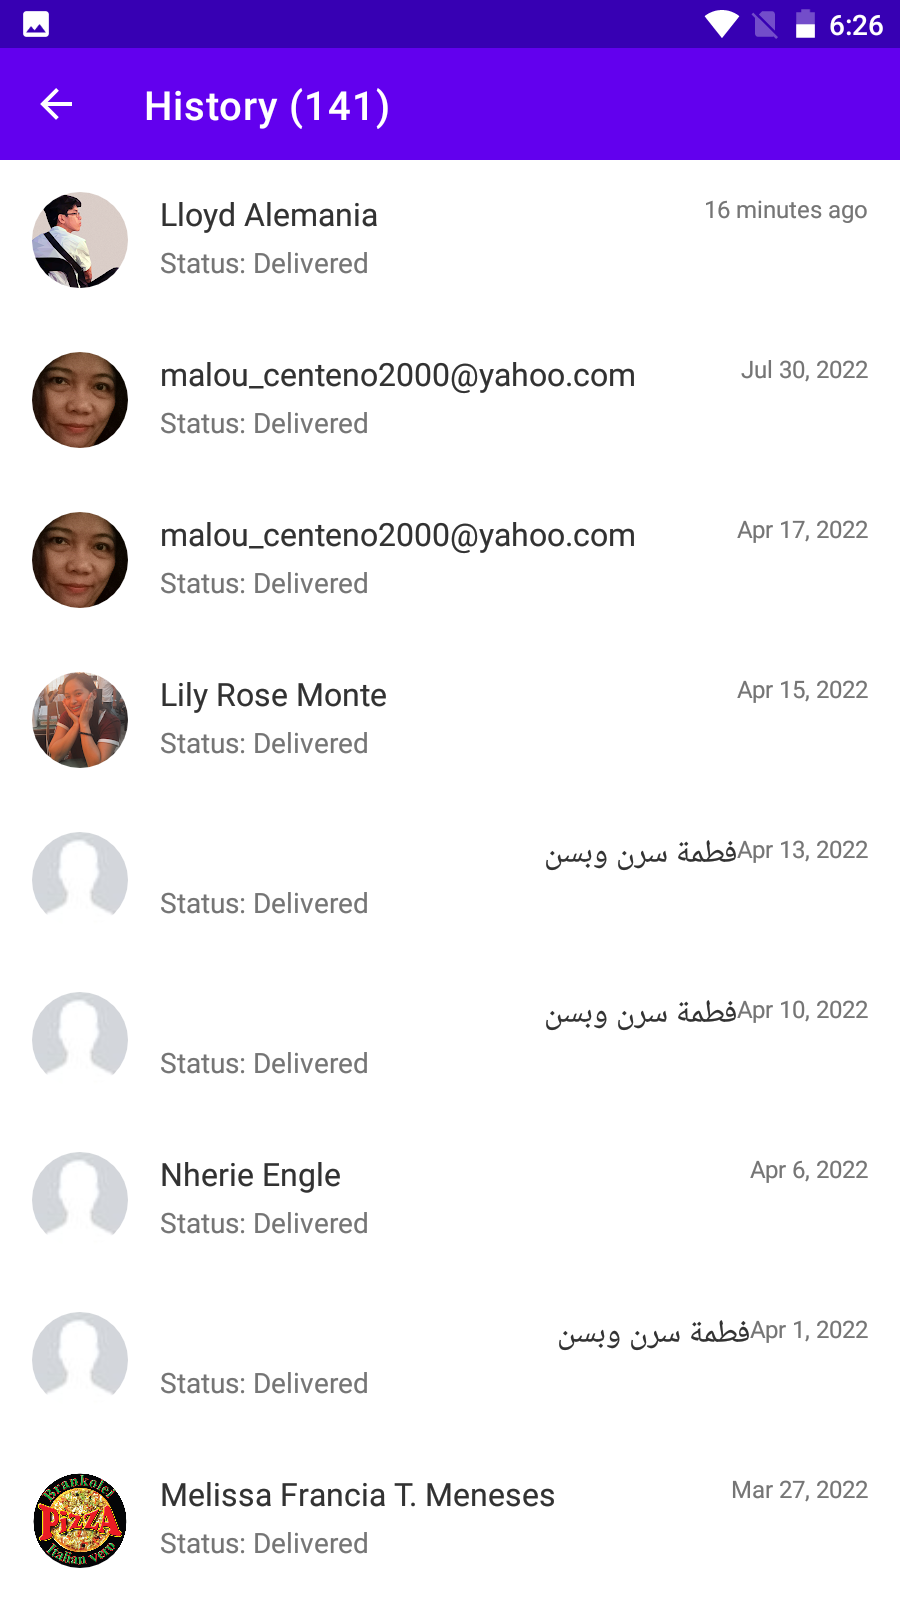 6:26
History (141)
Lloyd Alemania
16 minutes ago
Status: Delivered
malou_centeno2000@yahoo.com
Jul 30, 2022
Status: Delivered
malou_centeno2000@yahoo.com
Apr 17, 2022
Status: Delivered
Lily Rose Monte
Apr 15, 2022
Status: Delivered
فطمة سرن وبسن
Apr 13, 2022
Status: Delivered
فطمة سرن وبسن
Apr 10, 2022
Status: Delivered
Nherie Engle
Apr 6, 2022
Status: Delivered
فطمة سرن وبسن
Apr 1, 2022
Status: Delivered
Brankolel
PizzA
Italian vero
Melissa Francia T. Meneses
Mar 27, 2022
Status: Delivered